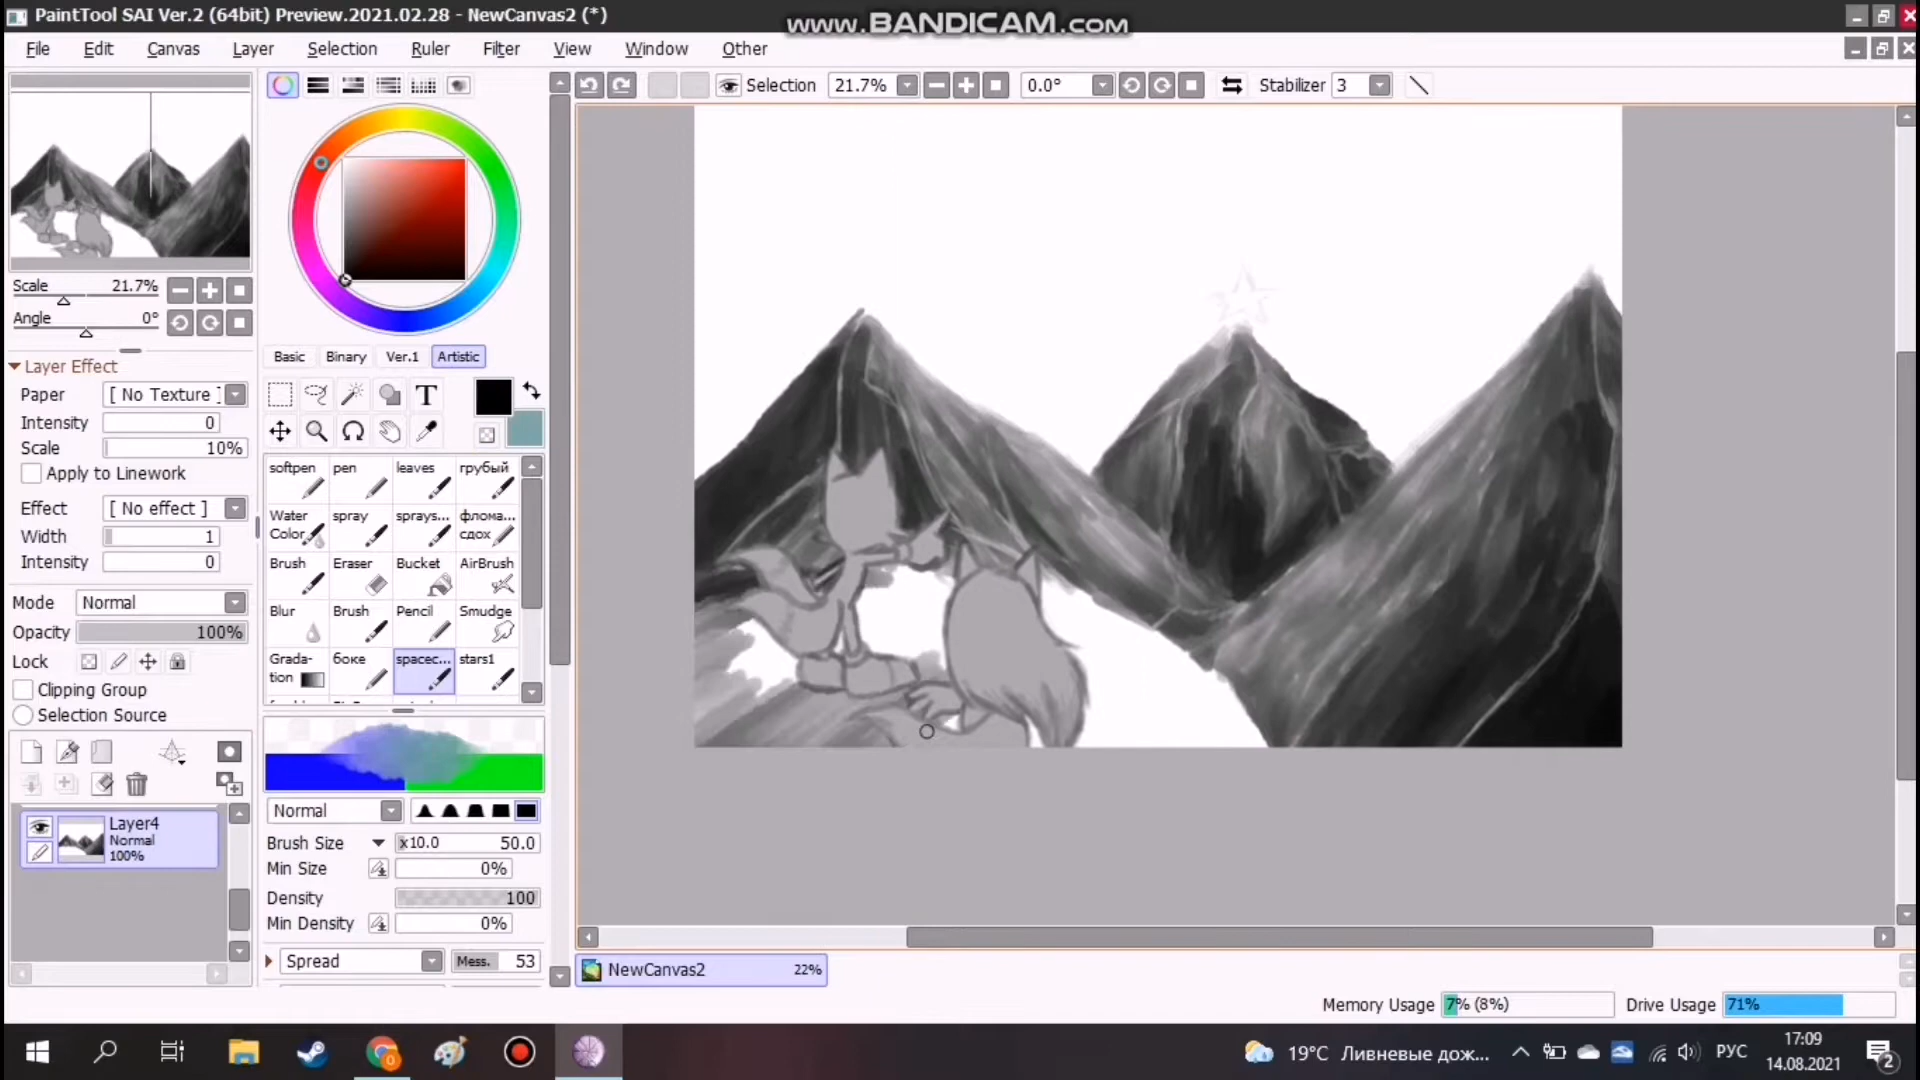 PaintTool SAI Ver.2 (64bit) Preview.2021.02.28 - NewCanvas2 (*)
www.BANDICAM.com
File Edit Canvas Layer Selection Ruler Filter View Window Other
Selection 21.7% 0.0° Stabilizer 3
Scale 21.7%
Angle 0°
Layer Effect
Paper [ No Texture ]
Intensity 0
Scale 10%
Apply to Linework
Effect [ No effect ]
Width 1
Intensity 0
Mode Normal
Opacity 100%
Lock
Clipping Group
Selection Source
Layer4
Normal
100%
Basic Binary Ver.1 Artistic
T
softpen pen leaves грубый
Water Color spray sprays... флома... сдох
Brush Eraser Bucket AirBrush
Blur Brush Pencil Smudge
Grada-tion боке spacec... stars1
Normal
Brush Size x10.0 50.0
Min Size 0%
Density 100
Min Density 0%
Spread Mess. 53
NewCanvas2 22%
Memory Usage 7% (8%) Drive Usage 71%
19°C Ливневые дож... РУС 17:09
14.08.2021
2